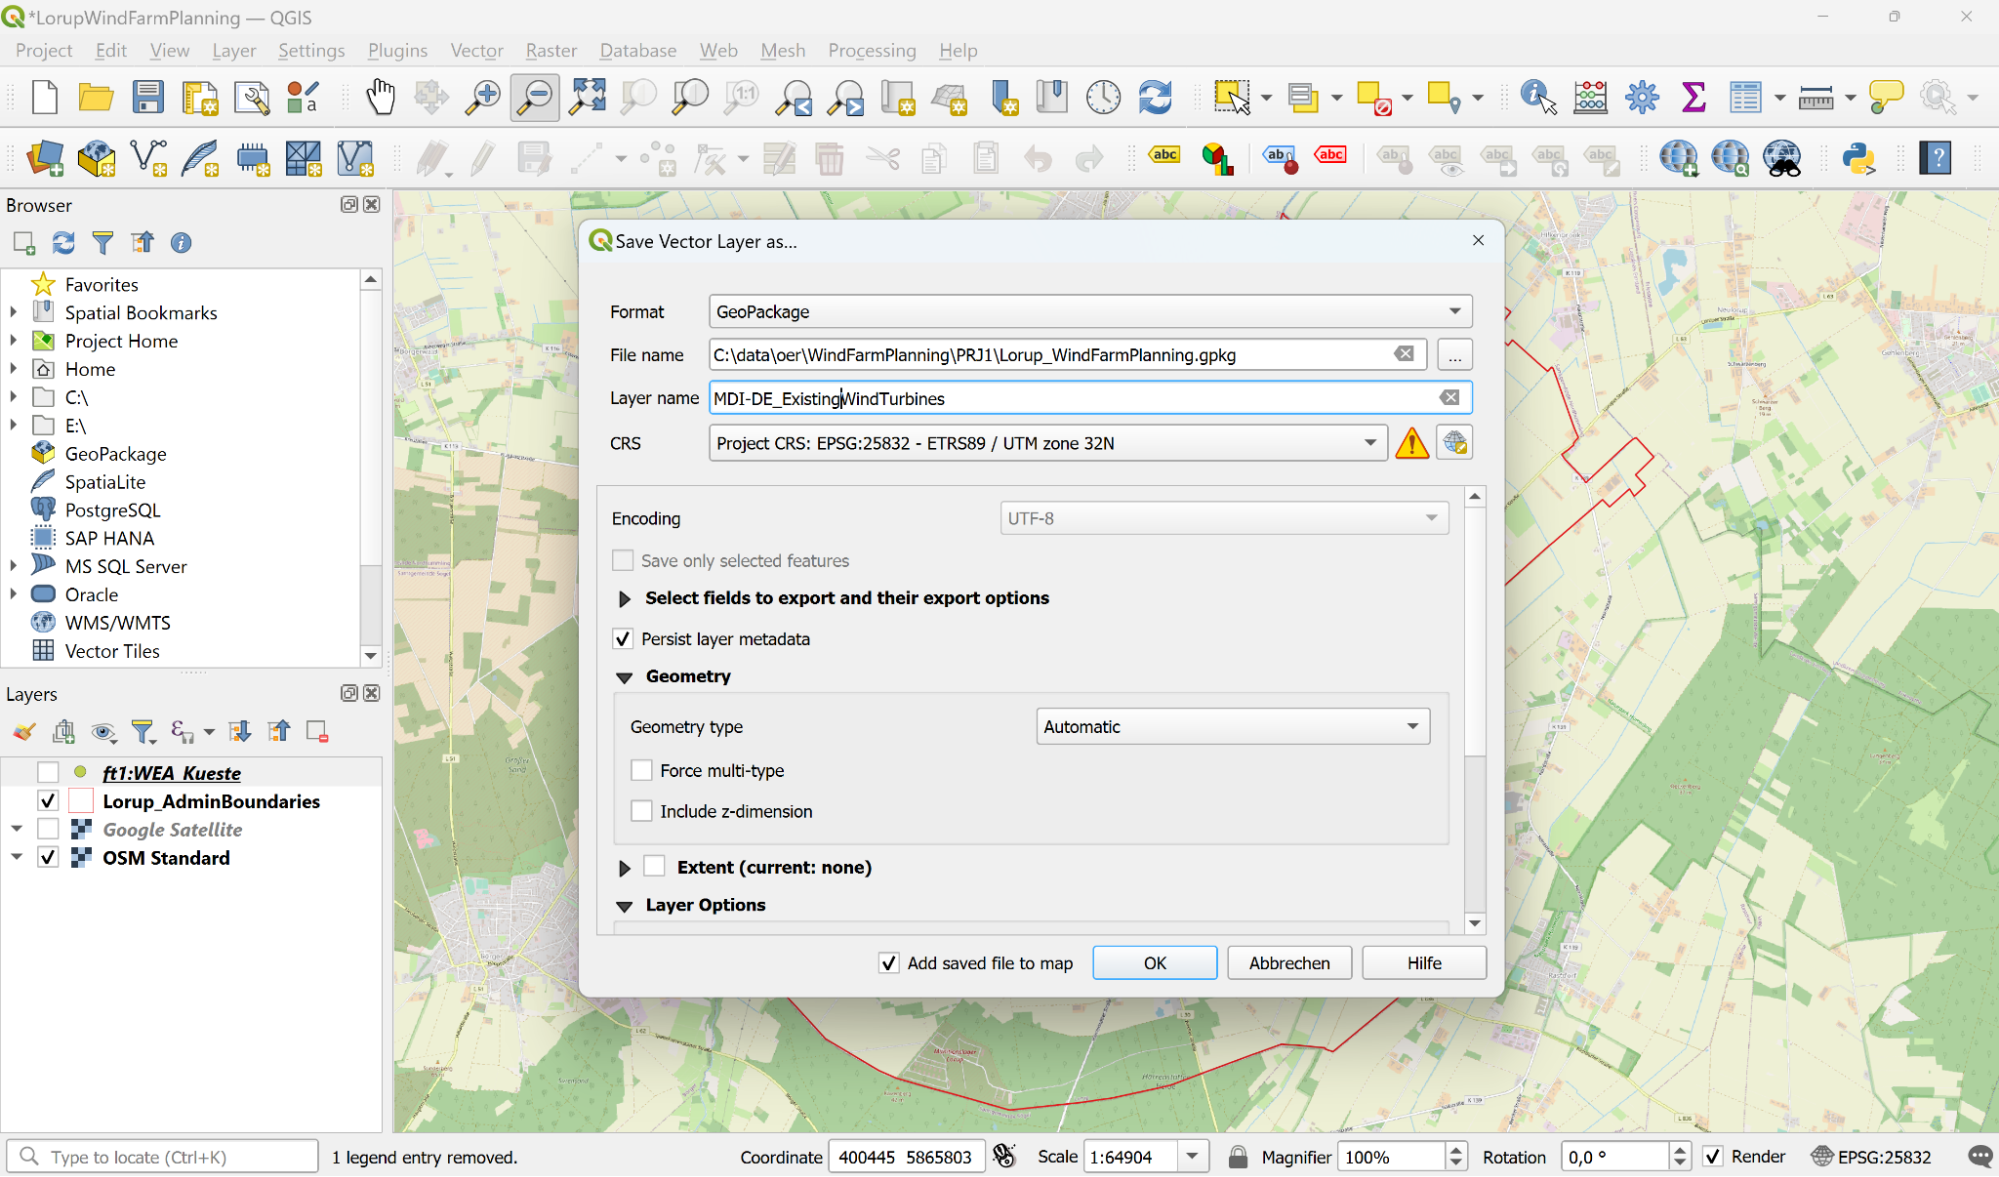 *LorupWindFarmPlanning — QGIS
Project Edit View Layer Settings Plugins Vector Raster Database Web Mesh Processing Help
Browser
Favorites
Spatial Bookmarks
Project Home
Home
C:\
E:\
GeoPackage
SpatiaLite
PostgreSQL
SAP HANA
MS SQL Server
Oracle
WMS/WMTS
Vector Tiles
Layers
ft1:WEA_Kueste
Lorup_AdminBoundaries
Google Satellite
OSM Standard
Save Vector Layer as...
Format GeoPackage
File name C:\data\oer\WindFarmPlanning\PRJ1\Lorup_WindFarmPlanning.gpkg ...
Layer name MDI-DE_ExistingWindTurbines
CRS Project CRS: EPSG:25832 - ETRS89 / UTM zone 32N
Encoding UTF-8
Save only selected features
Select fields to export and their export options
Persist layer metadata
Geometry
Geometry type Automatic
Force multi-type
Include z-dimension
Extent (current: none)
Layer Options
Add saved file to map OK Abbrechen Hilfe
Type to locate (Ctrl+K) 1 legend entry removed. Coordinate 400445 5865803 Scale 1:64904 Magnifier 100% Rotation 0,0 ° Render EPSG:25832